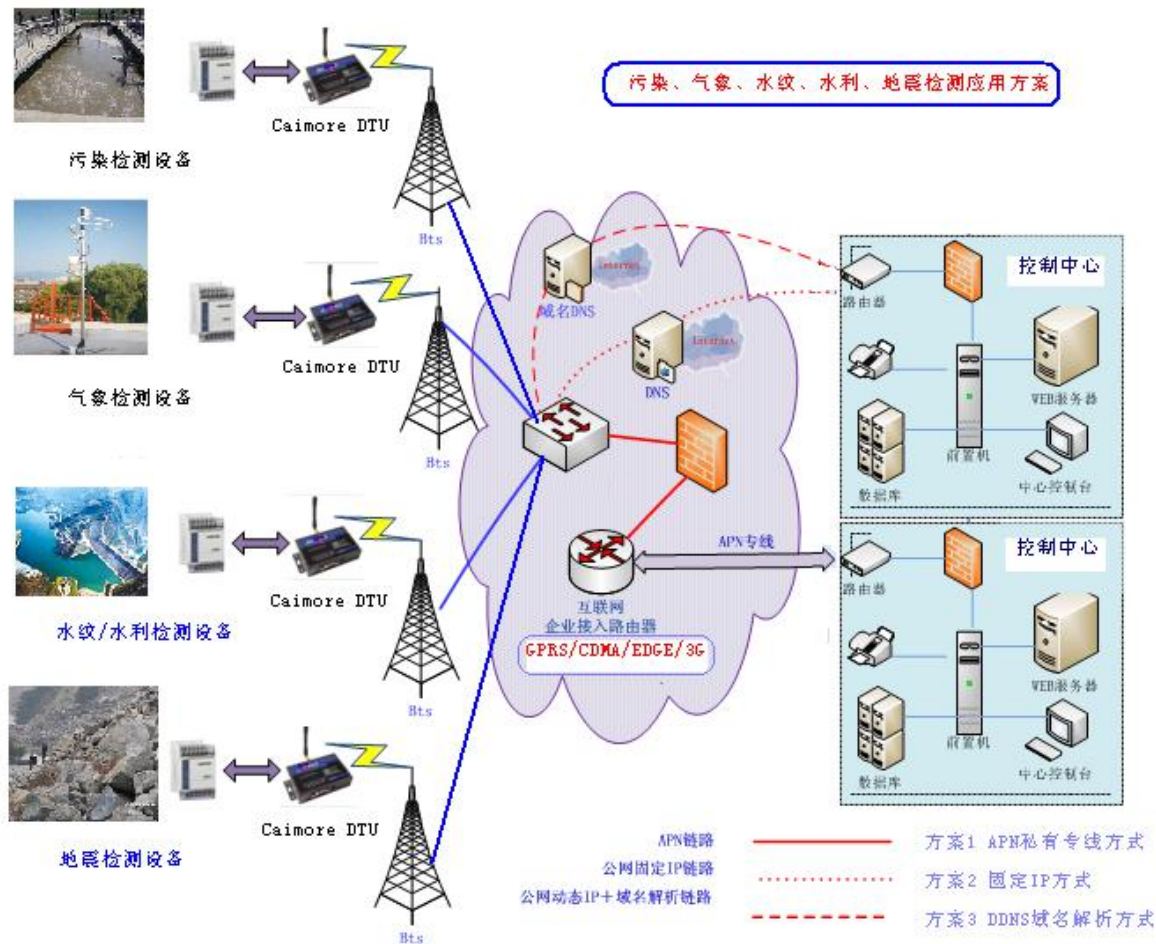 污染、气象、水纹、水利、地震检测应用方案
Caimore DTU
污染检测设备
Bts
Caimore DTU
气象检测设备
Bts
Caimore DTU
水纹/水利检测设备
Bts
Caimore DTU
地震检测设备
Bts
Internet
域名DNS
Internet
DNS
APN专线
互联网
企业接入路由器
GPRS/CDMA/EDGE/3G
控制中心
路由器
WEB服务器
前置机
数据库
中心控制台
控制中心
路由器
WEB服务器
前置机
数据库
中心控制台
APN链路
方案1 APN私有专线方式
公网固定IP链路
方案2 固定IP方式
公网动态IP+域名解析链路
方案3 DDNS域名解析方式